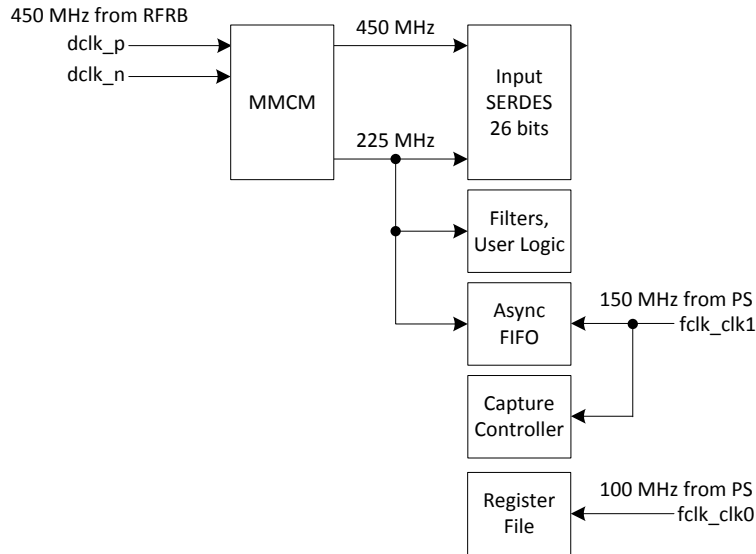 450 MHz from RFRB
dclk_p
dclk_n
MMCM
450 MHz
225 MHz
Input
SERDES
26 bits
Filters,
User Logic
Async
FIFO
150 MHz from PS
fclk_clk1
Capture
Controller
Register
File
100 MHz from PS
fclk_clk0